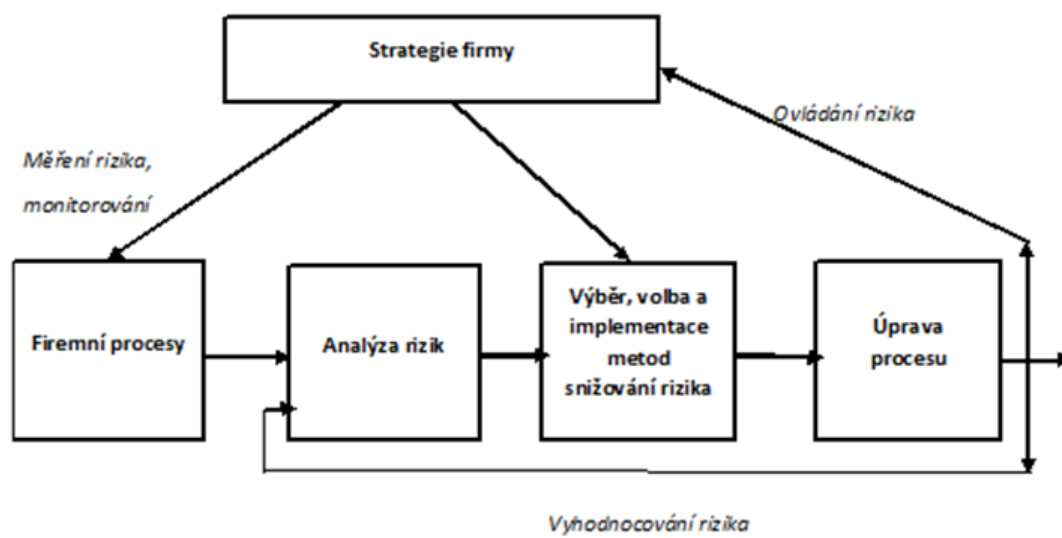 Strategie firmy
Ovládání rizika
Měření rizika,
monitorování
Firemní procesy
Analýza rizik
Výběr, volba a
implementace
metod
snižování rizika
Úprava
procesu
Vyhodnocování rizika